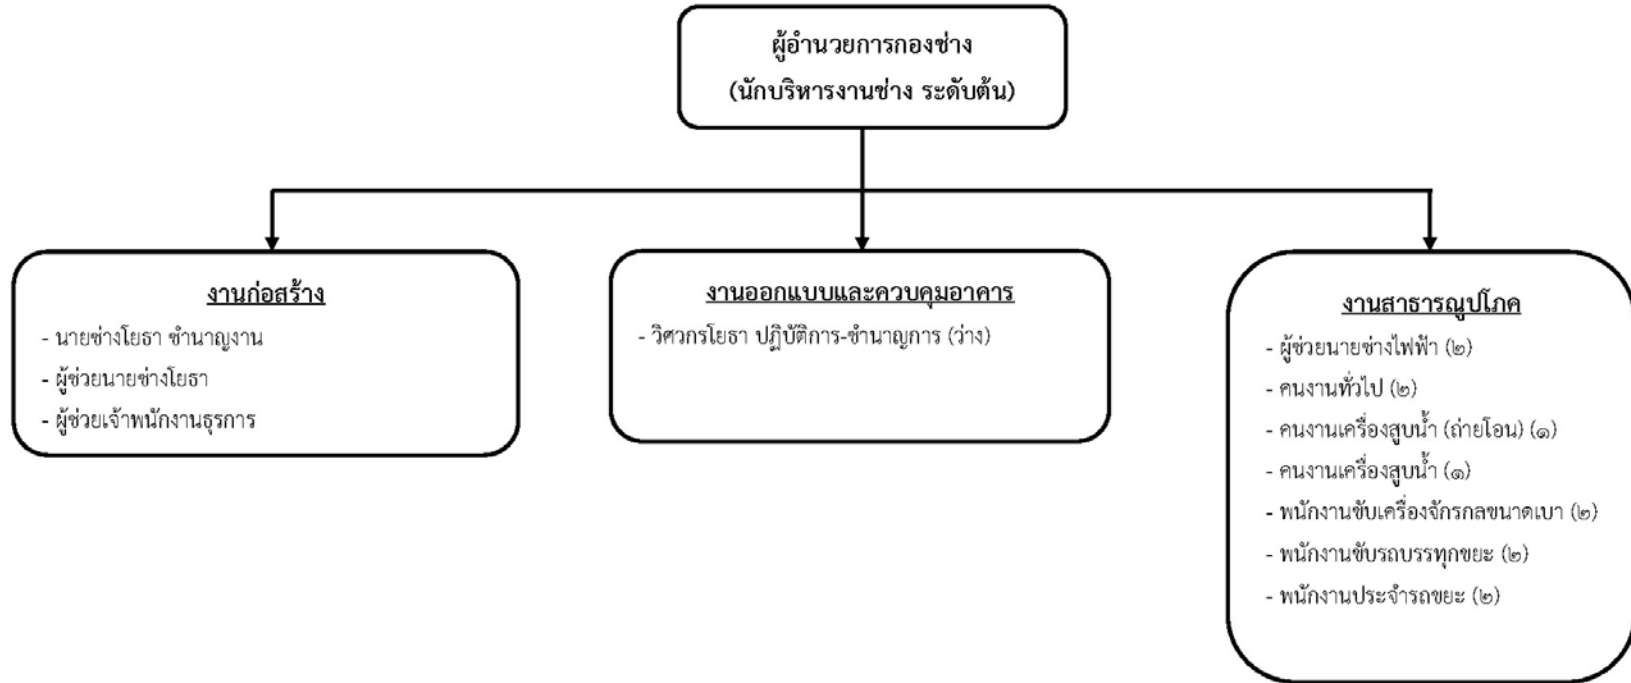 ผู้อำนวยการกองช่าง
(นักบริหารงานช่าง ระดับต้น)
งานก่อสร้าง
- นายช่างโยธา ชำนาญงาน
- ผู้ช่วยนายช่างโยธา
- ผู้ช่วยเจ้าพนักงานธุรการ
งานออกแบบและควบคุมอาคาร
- วิศวกรโยธา ปฏิบัติการ-ชำนาญการ (ว่าง)
งานสาธารณูปโภค
- ผู้ช่วยนายช่างไฟฟ้า (๒)
- คนงานทั่วไป (๒)
- คนงานเครื่องสูบน้ำ (ถ่ายโอน) (๑)
- คนงานเครื่องสูบน้ำ (๑)
- พนักงานขับเครื่องจักรกลขนาดเบา (๒)
- พนักงานขับรถบรรทุกขยะ (๒)
- พนักงานประจำรถขยะ (๒)